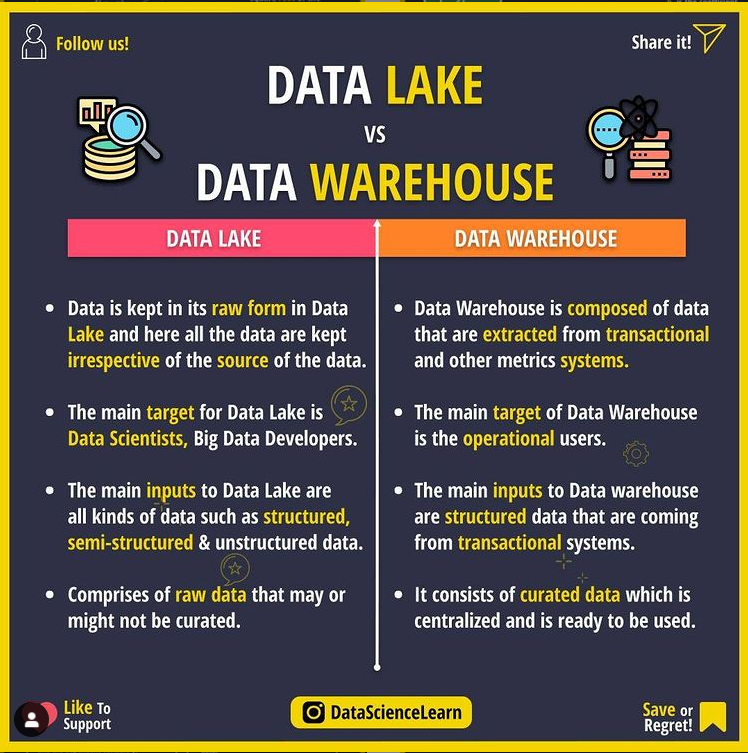 Follow us!
Share it!
DATA LAKE
VS
DATA WAREHOUSE
DATA LAKE
• Data is kept in its raw form in Data
Lake and here all the data are kept
irrespective of the source of the data.
• The main target for Data Lake is
Data Scientists, Big Data Developers.
• The main inputs to Data Lake are
all kinds of data such as structured,
semi-structured & unstructured data.
• Comprises of raw data that may or
might not be curated.
DATA WAREHOUSE
• Data Warehouse is composed of data
that are extracted from transactional
and other metrics systems.
• The main target of Data Warehouse
is the operational users.
• The main inputs to Data warehouse
are structured data that are coming
from transactional systems.
• It consists of curated data which is
centralized and is ready to be used.
Like To
Support
DataScienceLearn
Save or
Regret!